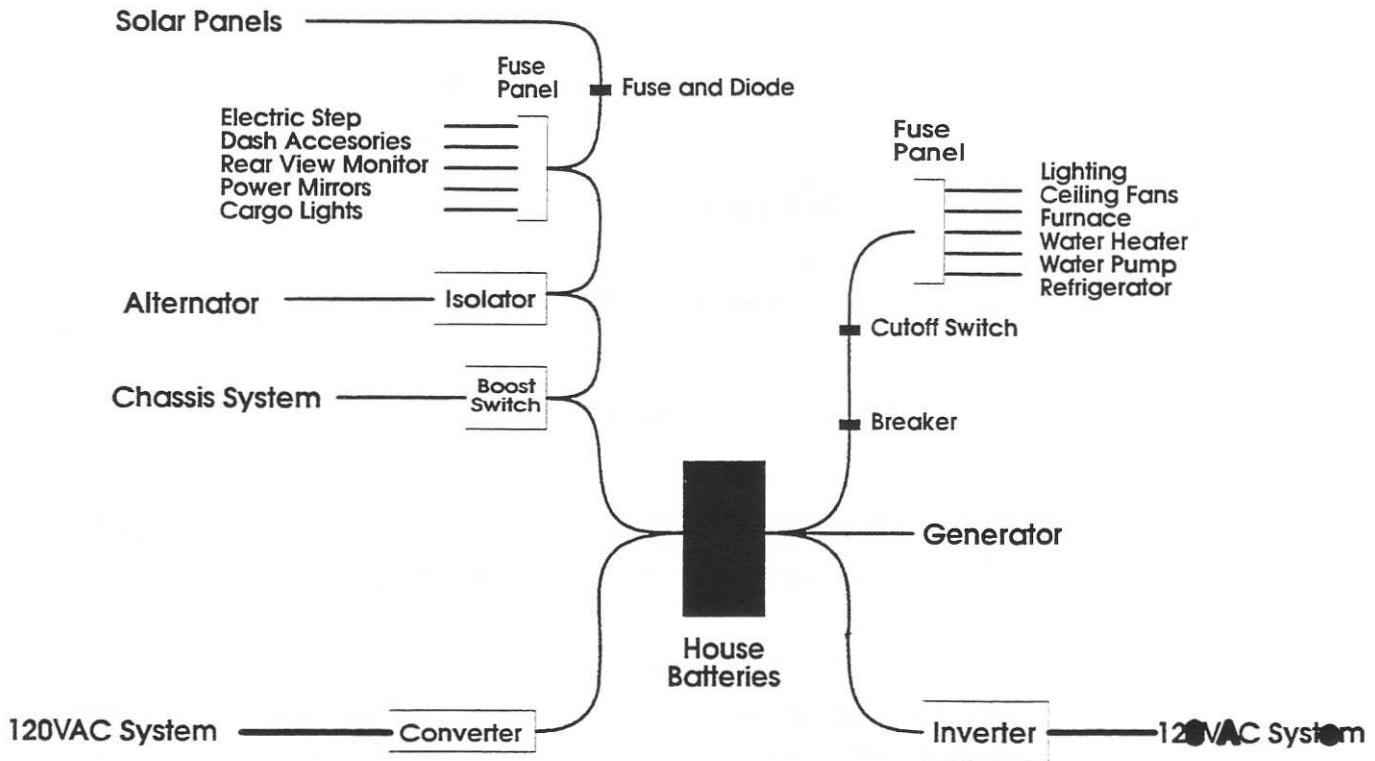 Solar Panels
Fuse
Panel
Fuse and Diode
Electric Step
Dash Accesories
Rear View Monitor
Power Mirrors
Cargo Lights
Fuse
Panel
Lighting
Ceiling Fans
Furnace
Water Heater
Water Pump
Refrigerator
Alternator
Isolator
Cutoff Switch
Chassis System
Boost
Switch
Breaker
Generator
House
Batteries
120VAC System
Converter
Inverter
120VAC System